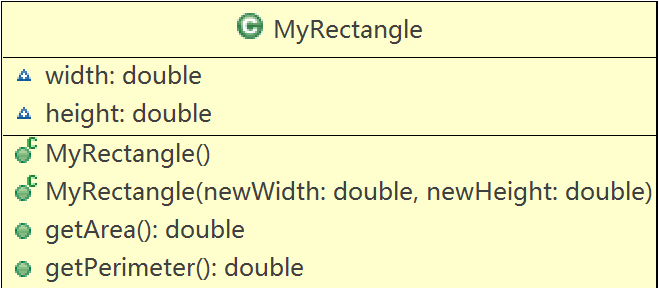 C MyRectangle
width: double
height: double
C MyRectangle()
C MyRectangle(newWidth: double, newHeight: double)
getArea(): double
getPerimeter(): double